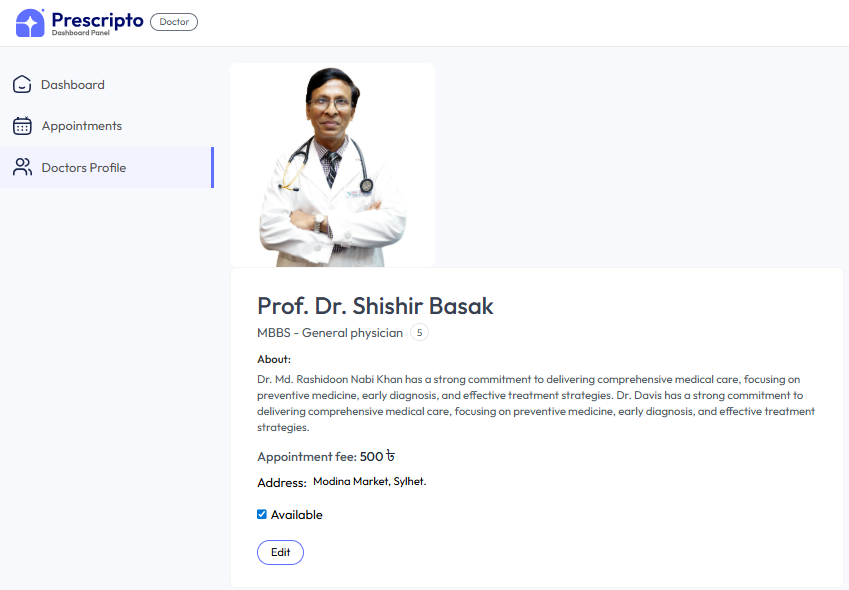 Prescripto
Dashboard Panel
Doctor
Dashboard
Appointments
Doctors Profile
Prof. Dr. Shishir Basak
MBBS - General physician 5
About:
Dr. Md. Rashidoon Nabi Khan has a strong commitment to delivering comprehensive medical care, focusing on
preventive medicine, early diagnosis, and effective treatment strategies. Dr. Davis has a strong commitment to
delivering comprehensive medical care, focusing on preventive medicine, early diagnosis, and effective treatment
strategies.
Appointment fee: 500 ৳
Address: Modina Market, Sylhet.
Available
Edit